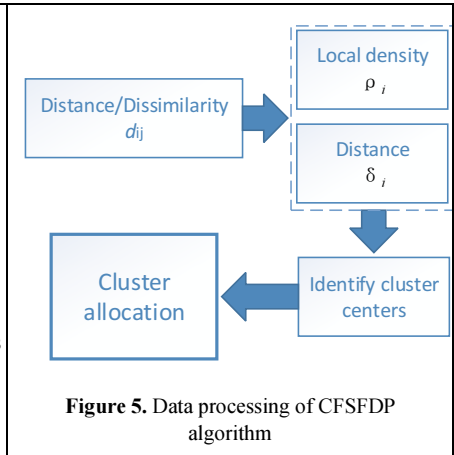 Local density
ρ i
Distance/Dissimilarity
dij
Distance
δ i
Identify cluster
centers
Cluster
allocation
Figure 5. Data processing of CFSFDP
algorithm